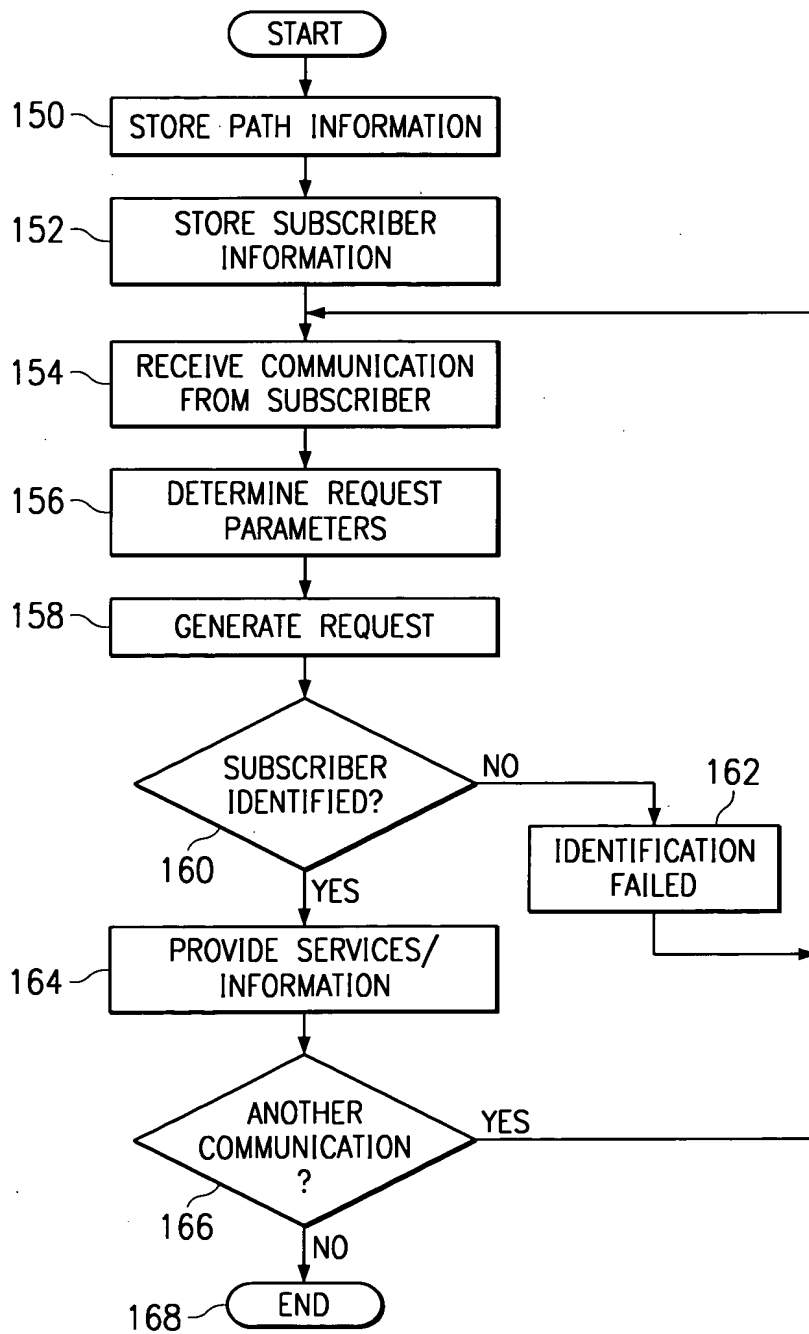 START
150
STORE PATH INFORMATION
152
STORE SUBSCRIBER
INFORMATION
154
RECEIVE COMMUNICATION
FROM SUBSCRIBER
156
DETERMINE REQUEST
PARAMETERS
158
GENERATE REQUEST
SUBSCRIBER
IDENTIFIED?
NO
160
YES
162
IDENTIFICATION
FAILED
164
PROVIDE SERVICES/
INFORMATION
ANOTHER
COMMUNICATION
?
YES
166
NO
168
END